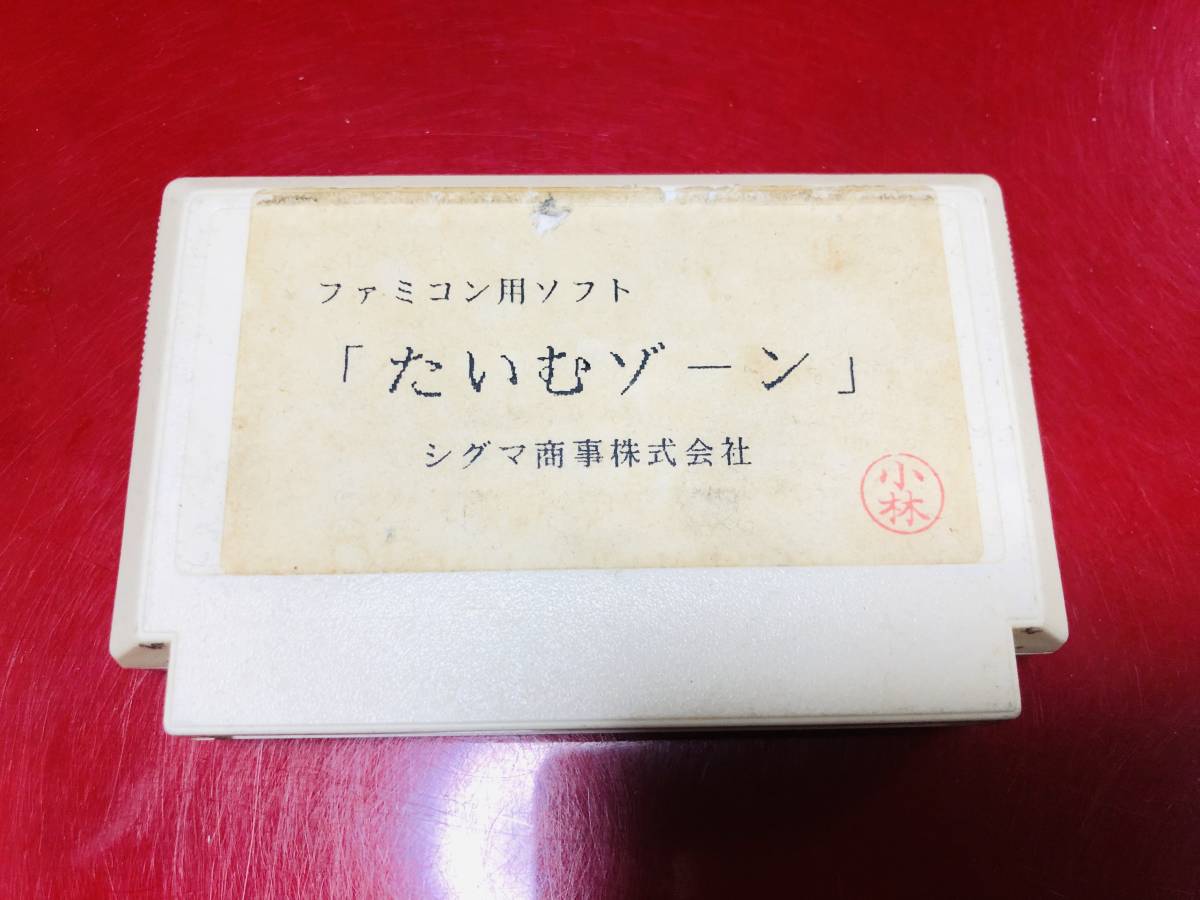 ファミコン用ソフト
「たいむゾーン」
シグマ商事株式会社
小林